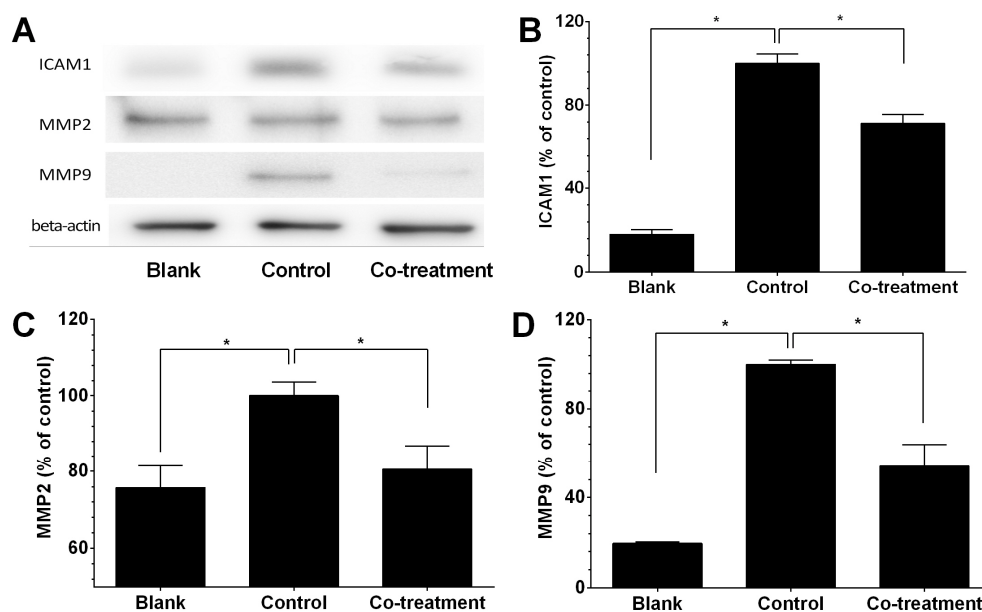 A
ICAM1
MMP2
MMP9
beta-actin
Blank Control Co-treatment
B
ICAM1 (% of control)
120
80
40
0
* *
Blank Control Co-treatment
C
MMP2 (% of control)
120
100
80
60
* *
Blank Control Co-treatment
D
MMP9 (% of control)
120
80
40
0
* *
Blank Control Co-treatment